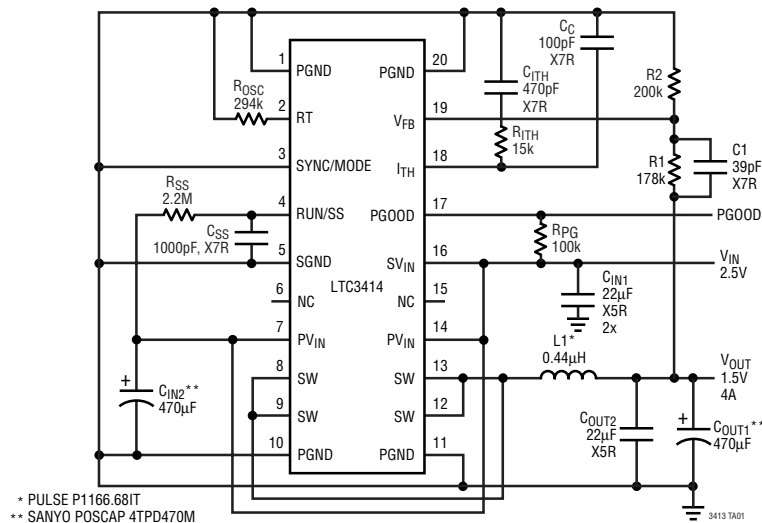 CC
100pF
X7R
CITH
470pF
X7R
R2
200k
1
PGND
20
PGND
ROSC
294k
2
RT
19
VFB
RITH
15k
C1
39pF
X7R
3
SYNC/MODE
18
ITH
R1
178k
RSS
2.2M
4
RUN/SS
17
PGOOD
PGOOD
CSS
1000pF, X7R
RPG
100k
5
SGND
16
SVIN
VIN
2.5V
LTC3414
6
NC
15
NC
CIN1
22µF
X5R
2x
7
PVIN
14
PVIN
L1*
0.44µH
8
SW
13
SW
VOUT
1.5V
4A
+
CIN2**
470µF
9
SW
12
SW
COUT2
22µF
X5R
+
COUT1**
470µF
10
PGND
11
PGND
* PULSE P1166.68IT
** SANYO POSCAP 4TPD470M
3413 TA01